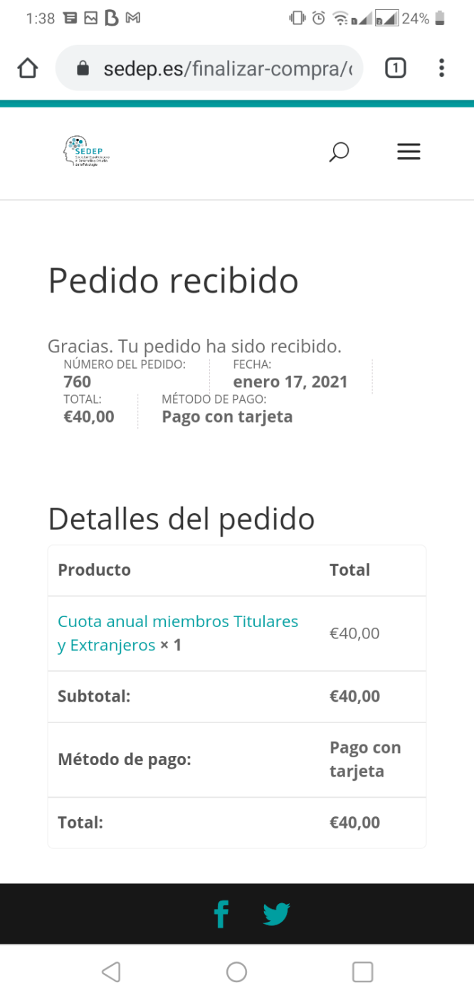 1:38
24%
sedep.es/finalizar-compra/
1
SEDEP
Pedido recibido
Gracias. Tu pedido ha sido recibido.
NÚMERO DEL PEDIDO:
760
FECHA:
enero 17, 2021
TOTAL:
€40,00
MÉTODO DE PAGO:
Pago con tarjeta
Detalles del pedido
Producto Total
Cuota anual miembros Titulares
y Extranjeros × 1
€40,00
Subtotal: €40,00
Método de pago:
Pago con
tarjeta
Total: €40,00